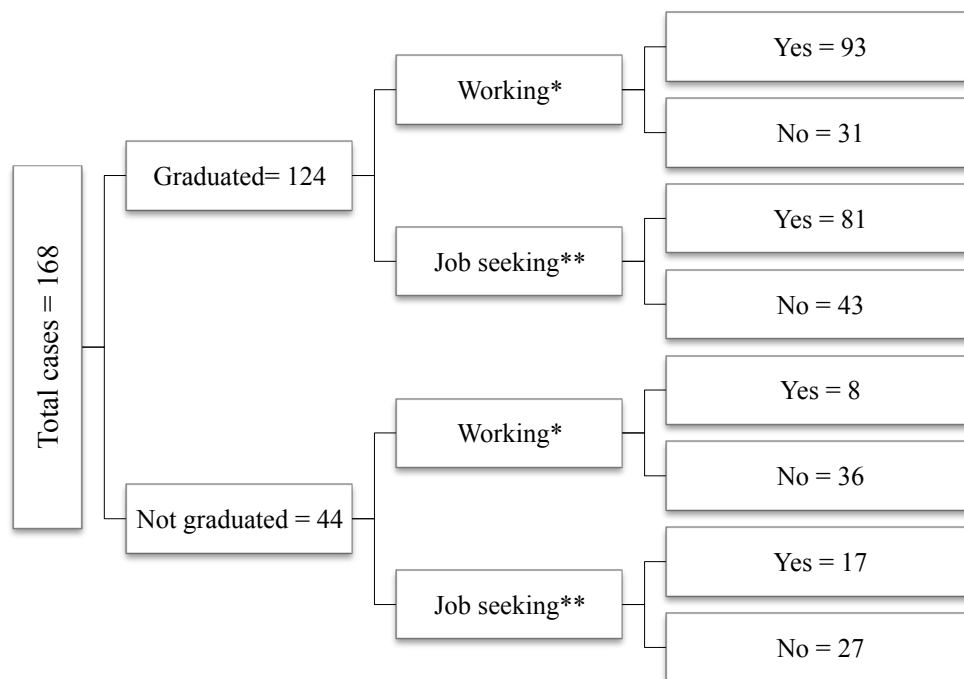 Total cases = 168
Graduated= 124
Working*
Yes = 93
No = 31
Job seeking**
Yes = 81
No = 43
Not graduated = 44
Working*
Yes = 8
No = 36
Job seeking**
Yes = 17
No = 27